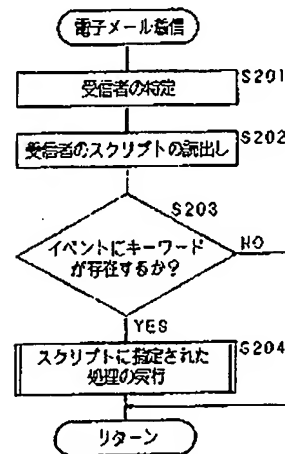 電子メール着信
受信者の特定
S201
受信者のスクリプトの読出し
S202
S203
イベントにキーワード
が存在するか?
NO
YES
スクリプトに指定された
処理の実行
S204
リターン